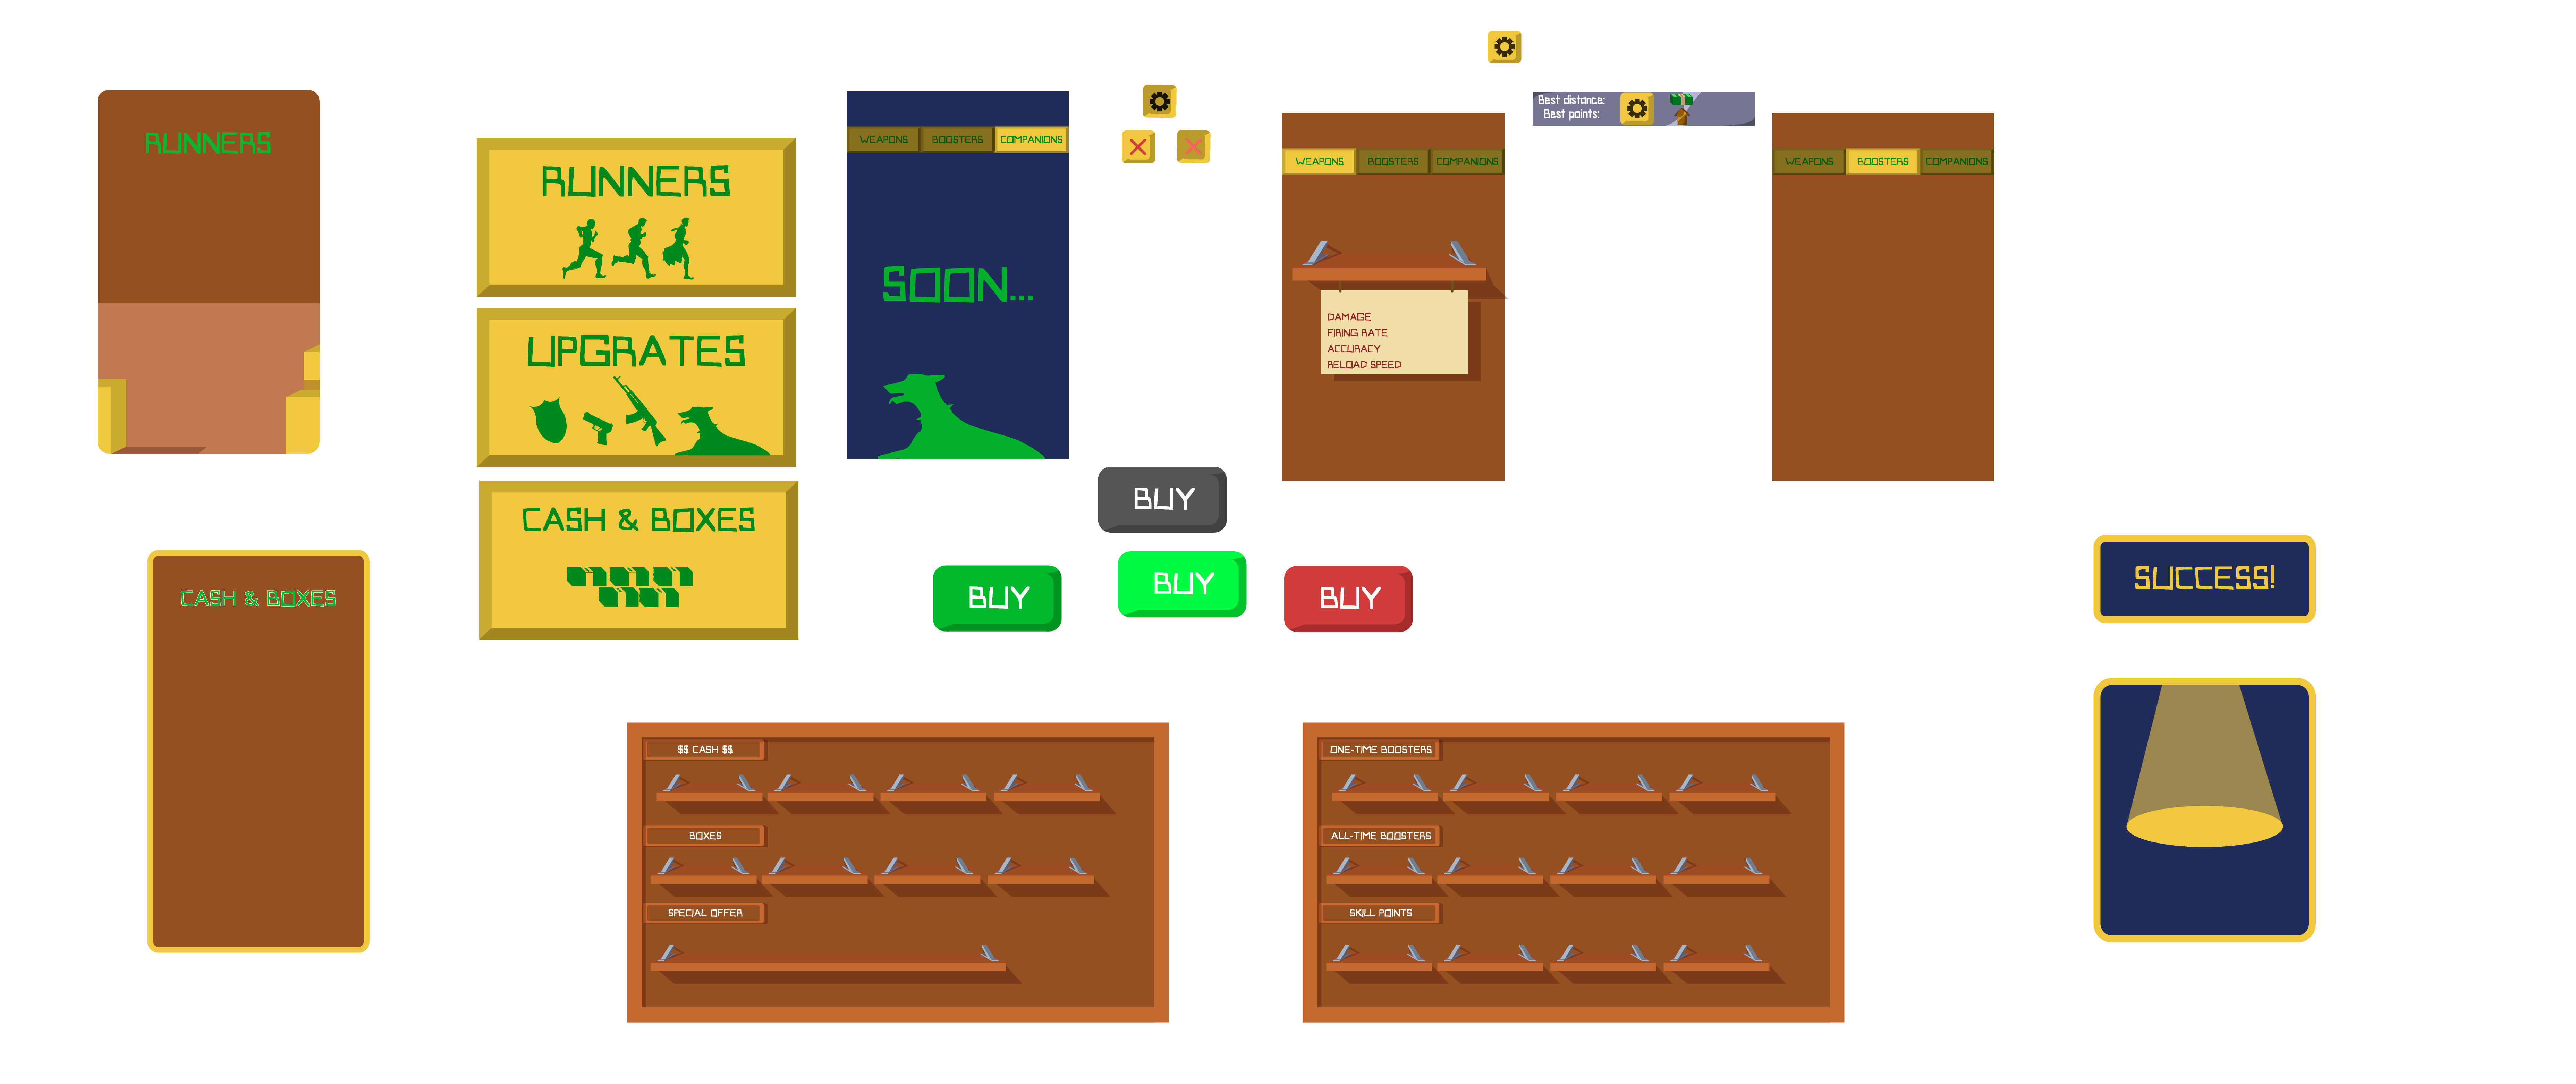 RUNNERS
RUNNERS
UPGRATES
CASH & BOXES
WEAPONS BOOSTERS COMPANIONS
SOON...
WEAPONS BOOSTERS COMPANIONS
DAMAGE
FIRING RATE
ACCURACY
RELOAD SPEED
Best distance:
Best points:
WEAPONS BOOSTERS COMPANIONS
BUY
BUY
BUY
BUY
CASH & BOXES
SUCCESS!
$$ CASH $$
BOXES
SPECIAL OFFER
ONE-TIME BOOSTERS
ALL-TIME BOOSTERS
SKILL POINTS